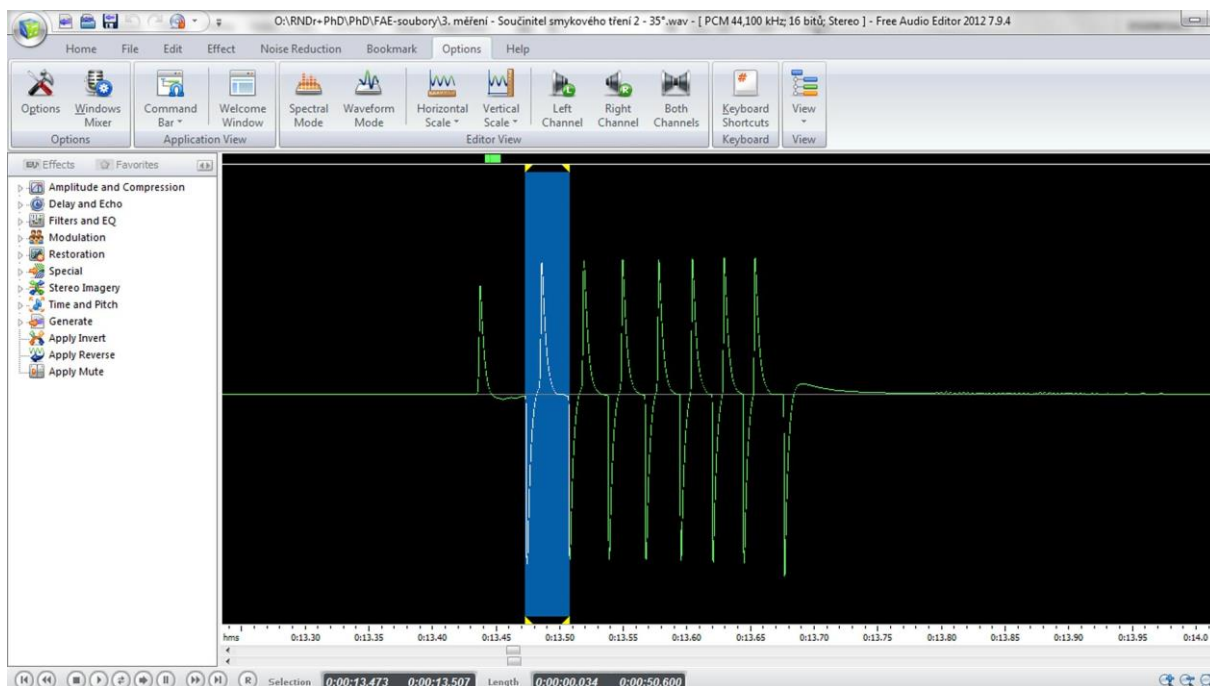 O:\RNDr+PhD\PhD\FAE-soubory\3. měření - Součinitel smykového tření 2 - 35°.wav - [ PCM 44,100 kHz; 16 bitů; Stereo ] - Free Audio Editor 2012 7.9.4
Home File Edit Effect Noise Reduction Bookmark Options Help
Options Windows Mixer Command Bar Welcome Window Spectral Mode Waveform Mode Horizontal Scale Vertical Scale Left Channel Right Channel Both Channels Keyboard Shortcuts View
Options Application View Editor View Keyboard View
Effects Favorites
Amplitude and Compression
Delay and Echo
Filters and EQ
Modulation
Restoration
Special
Stereo Imagery
Time and Pitch
Generate
Apply Invert
Apply Reverse
Apply Mute
hms 0:13.30 0:13.35 0:13.40 0:13.45 0:13.50 0:13.55 0:13.60 0:13.65 0:13.70 0:13.75 0:13.80 0:13.85 0:13.90 0:13.95 0:14.0
Selection 0:00:13.473 0:00:13.507 Length 0:00:00.034 0:00:50.600